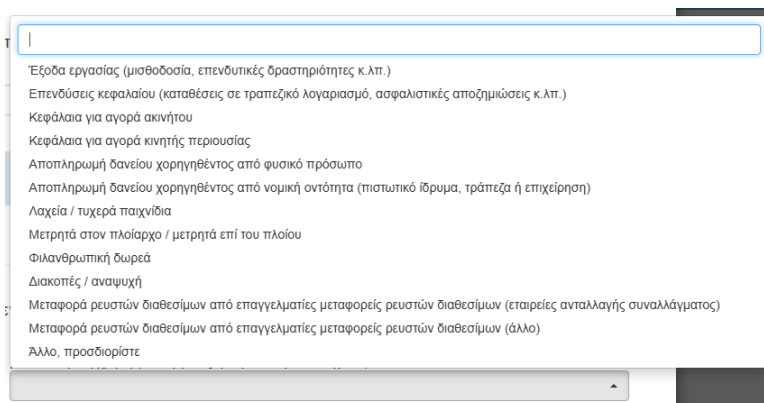 Έξοδα εργασίας (μισθοδοσία, επενδυτικές δραστηριότητες κ.λπ.)
Επενδύσεις κεφαλαίου (καταθέσεις σε τραπεζικό λογαριασμό, ασφαλιστικές αποζημιώσεις κ.λπ.)
Κεφάλαια για αγορά ακινήτου
Κεφάλαια για αγορά κινητής περιουσίας
Αποπληρωμή δανείου χορηγηθέντος από φυσικό πρόσωπο
Αποπληρωμή δανείου χορηγηθέντος από νομική οντότητα (πιστωτικό ίδρυμα, τράπεζα ή επιχείρηση)
Λαχεία / τυχερά παιχνίδια
Μετρητά στον πλοίαρχο / μετρητά επί του πλοίου
Φιλανθρωπική δωρεά
Διακοπές / αναψυχή
Μεταφορά ρευστών διαθεσίμων από επαγγελματίες μεταφορείς ρευστών διαθεσίμων (εταιρείες ανταλλαγής συναλλάγματος)
Μεταφορά ρευστών διαθεσίμων από επαγγελματίες μεταφορείς ρευστών διαθεσίμων (άλλο)
Άλλο, προσδιορίστε